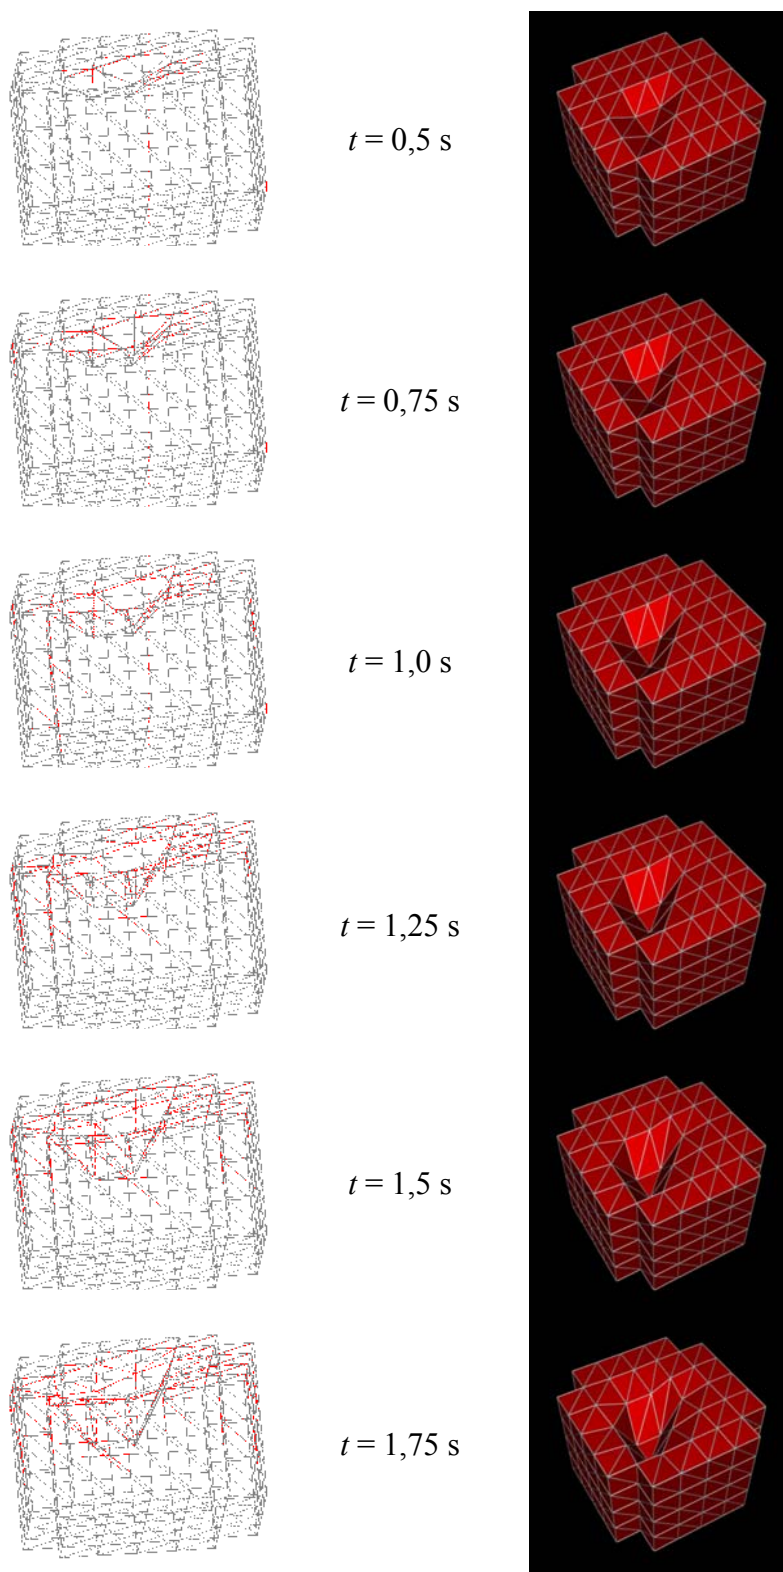 t = 0,5 s
t = 0,75 s
t = 1,0 s
t = 1,25 s
t = 1,5 s
t = 1,75 s